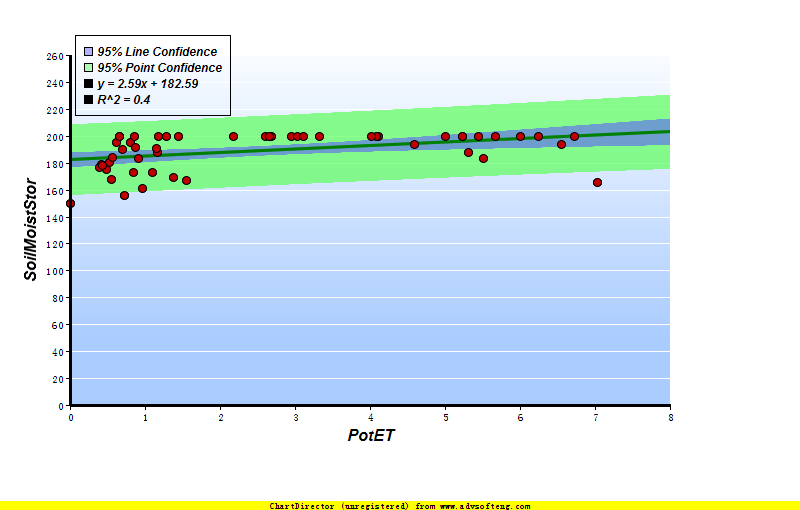 95% Line Confidence
95% Point Confidence
y = 2.59x + 182.59
R^2 = 0.4
260
240
220
200
180
160
140
120
100
80
60
40
20
0
SoilMoistStor
0 1 2 3 4 5 6 7 8
PotET
ChartDirector (unregistered) from www.advsofteng.com